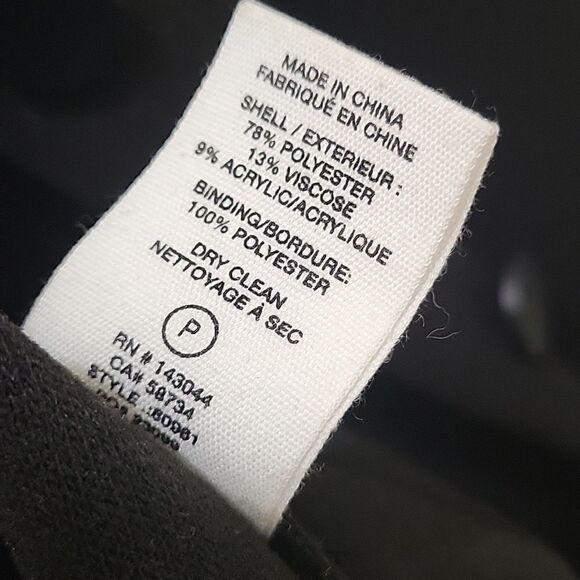 MADE IN CHINA
FABRIQUÉ EN CHINE
SHELL / EXTERIEUR :
78% POLYESTER
13% VISCOSE
9% ACRYLIC/ACRYLIQUE
BINDING/BORDURE:
100% POLYESTER
DRY CLEAN
NETTOYAGE À SEC
P
RN # 143044
CA# 58734
STYLE